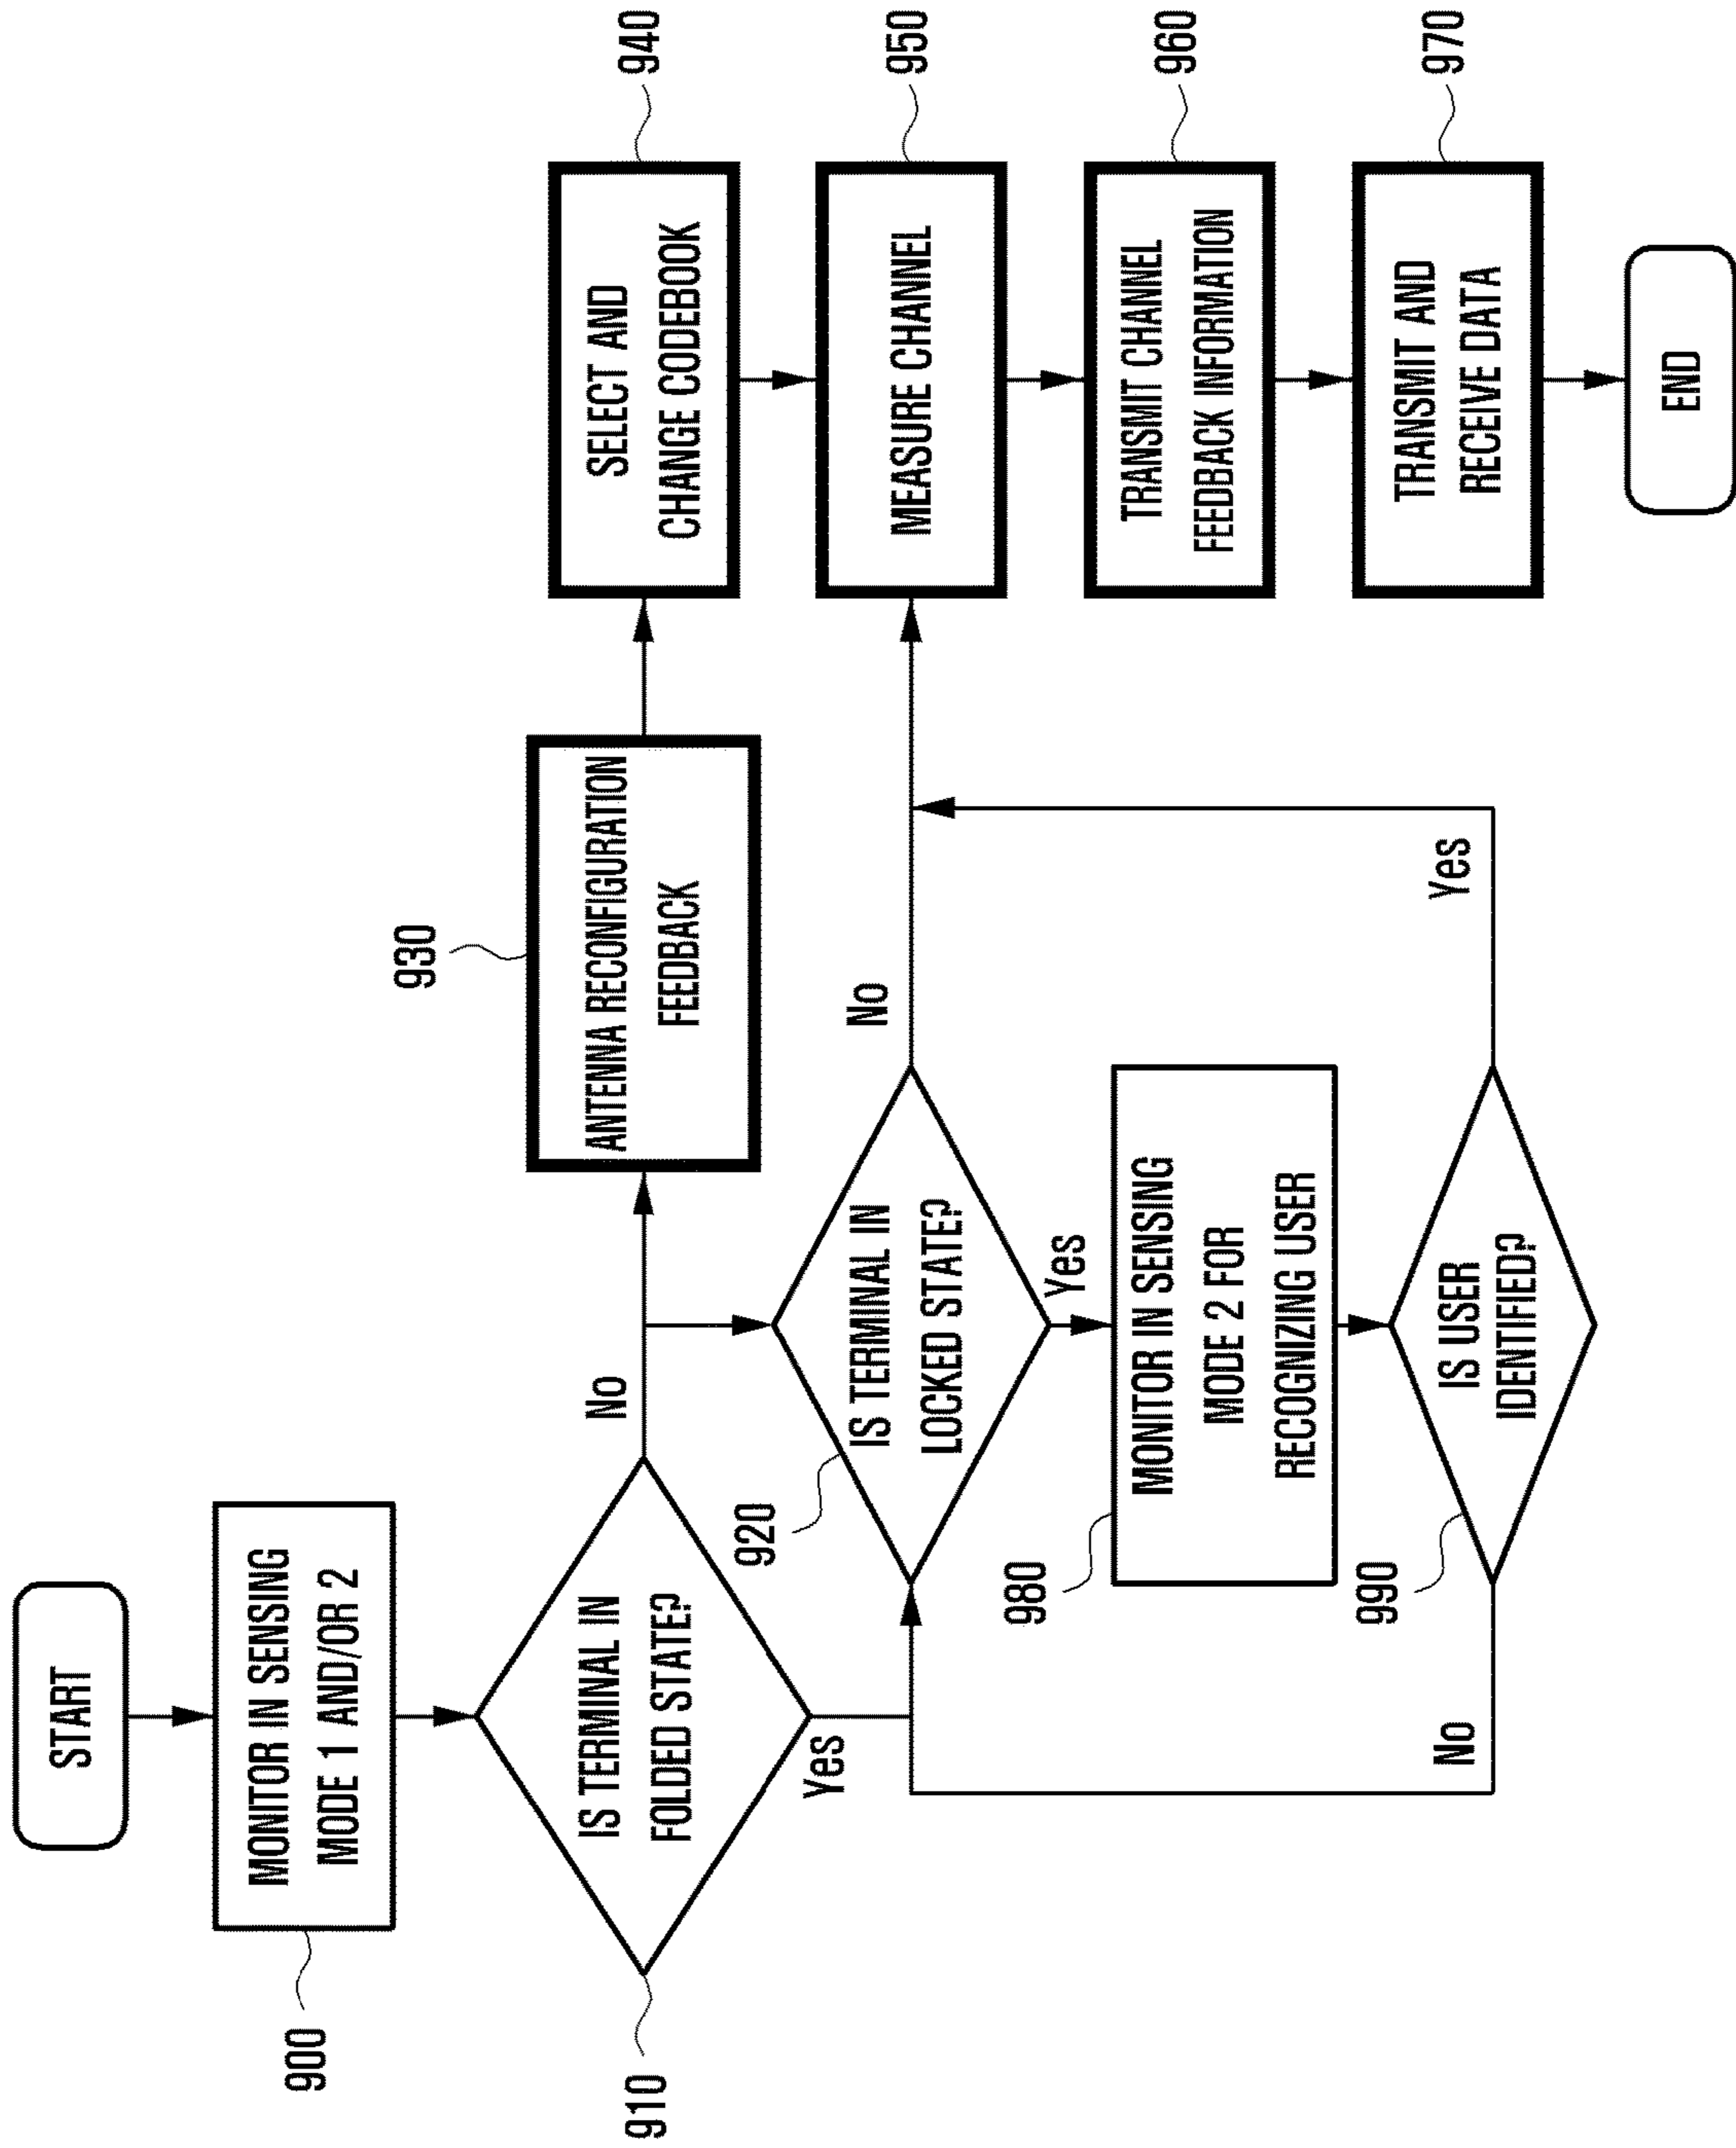 START
900
MONITOR IN SENSING
MODE 1 AND/OR 2
910
IS TERMINAL IN
FOLDED STATE?
No
Yes
930
ANTENNA RECONFIGURATION
FEEDBACK
940
SELECT AND
CHANGE CODEBOOK
920
IS TERMINAL IN
LOCKED STATE?
No
Yes
950
MEASURE CHANNEL
980
MONITOR IN SENSING
MODE 2 FOR
RECOGNIZING USER
960
TRANSMIT CHANNEL
FEEDBACK INFORMATION
990
IS USER
IDENTIFIED?
No
Yes
970
TRANSMIT AND
RECEIVE DATA
END